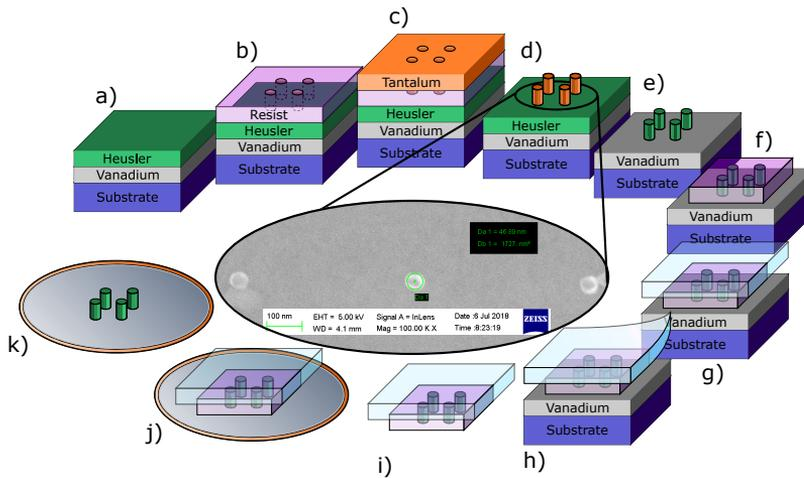 a)
Heusler
Vanadium
Substrate
b)
Resist
Heusler
Vanadium
Substrate
c)
Tantalum
Heusler
Vanadium
Substrate
d)
Heusler
Vanadium
Substrate
e)
Vanadium
Substrate
f)
Vanadium
Substrate
g)
Vanadium
Substrate
h)
Vanadium
Substrate
i)
j)
k)
100 nm
EHT = 5.00 kV
WD = 4.1 mm
Signal A = InLens
Mag = 100.00 K X
Date :6 Jul 2018
Time :8:23:19
ZEISS